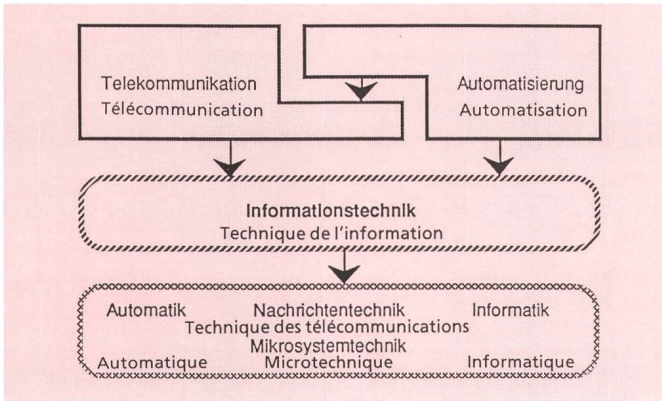 Telekommunikation
Télécommunication
Automatisierung
Automatisation
Informationstechnik
Technique de l'information
Automatik Nachrichtentechnik Informatik
Technique des télécommunications
Mikrosystemtechnik
Automatique Microtechnique Informatique